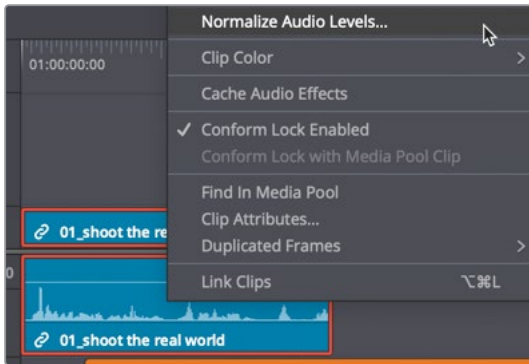 Normalize Audio Levels...
01:00:00:00
Clip Color >
Cache Audio Effects
✓ Conform Lock Enabled
Conform Lock with Media Pool Clip
Find In Media Pool
Clip Attributes...
Duplicated Frames >
01_shoot the re
Link Clips ⌥⌘L
0
01_shoot the real world